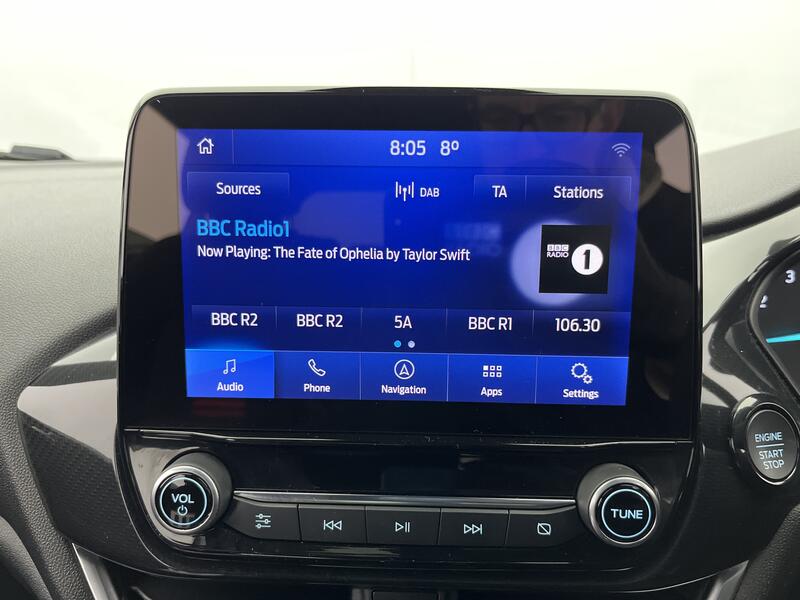 8:05 8º
Sources DAB TA Stations
BBC Radio1
Now Playing: The Fate of Ophelia by Taylor Swift
BBC
RADIO 1
BBC R2 BBC R2 5A BBC R1 106.30
Audio Phone Navigation Apps Settings
3
2
ENGINE
START
STOP
VOL
TUNE